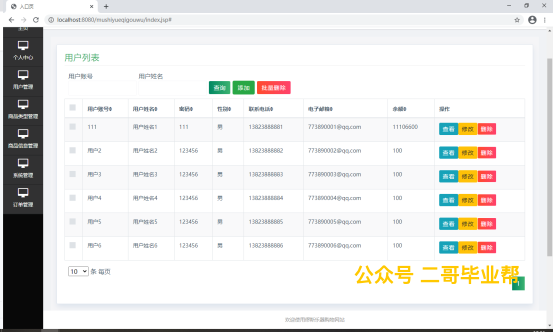 入口页
localhost:8080/mushiyueqigouwu/index.jsp#
主页
个人中心
用户管理
商品类型管理
商品信息管理
系统管理
订单管理
用户列表
用户账号 用户姓名
查询 添加 批量删除
用户账号 用户姓名 密码 性别 联系电话 电子邮箱 余额 操作
111 用户姓名1 111 男 13823888881 773890001@qq.com 11106600 查看 修改 删除
用户2 用户姓名2 123456 男 13823888882 773890002@qq.com 100 查看 修改 删除
用户3 用户姓名3 123456 男 13823888883 773890003@qq.com 100 查看 修改 删除
用户4 用户姓名4 123456 男 13823888884 773890004@qq.com 100 查看 修改 删除
用户5 用户姓名5 123456 男 13823888885 773890005@qq.com 100 查看 修改 删除
用户6 用户姓名6 123456 男 13823888886 773890006@qq.com 100 查看 修改 删除
10 条 每页
公众号 二哥毕业帮
1